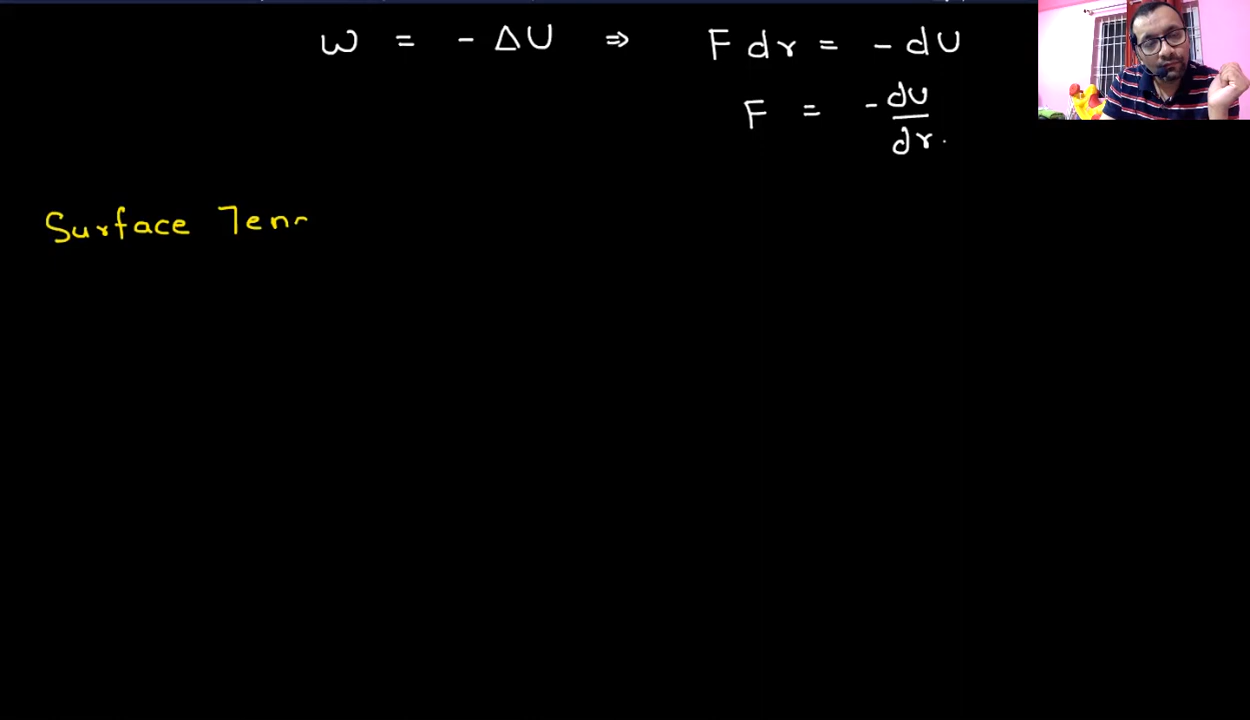 W = - ΔU ⇒ F dr = - dU
F = - dU/dr.
Surface Ten